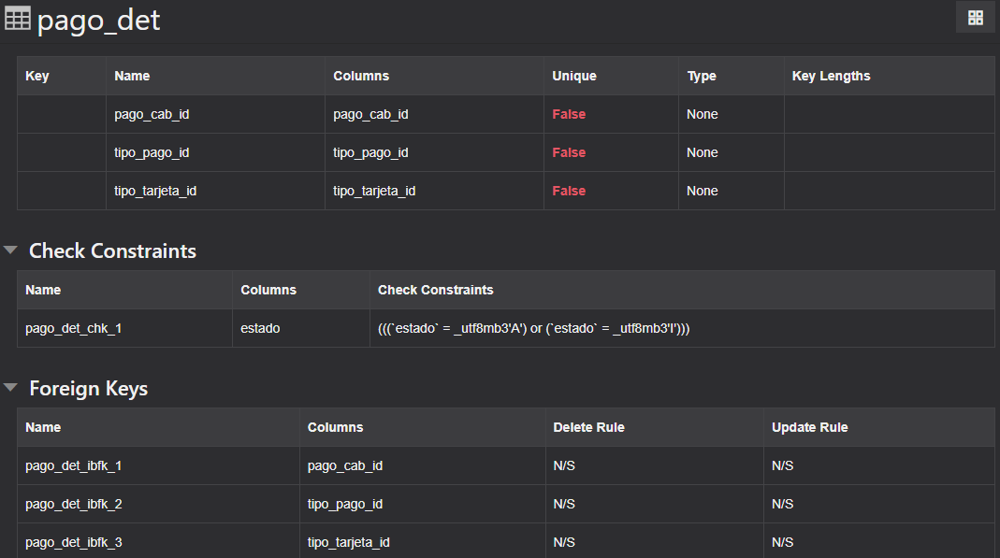 pago_det
Key Name Columns Unique Type Key Lengths
pago_cab_id pago_cab_id False None
tipo_pago_id tipo_pago_id False None
tipo_tarjeta_id tipo_tarjeta_id False None
Check Constraints
Name Columns Check Constraints
pago_det_chk_1 estado (((`estado` = _utf8mb3'A') or (`estado` = _utf8mb3'I')))
Foreign Keys
Name Columns Delete Rule Update Rule
pago_det_ibfk_1 pago_cab_id N/S N/S
pago_det_ibfk_2 tipo_pago_id N/S N/S
pago_det_ibfk_3 tipo_tarjeta_id N/S N/S